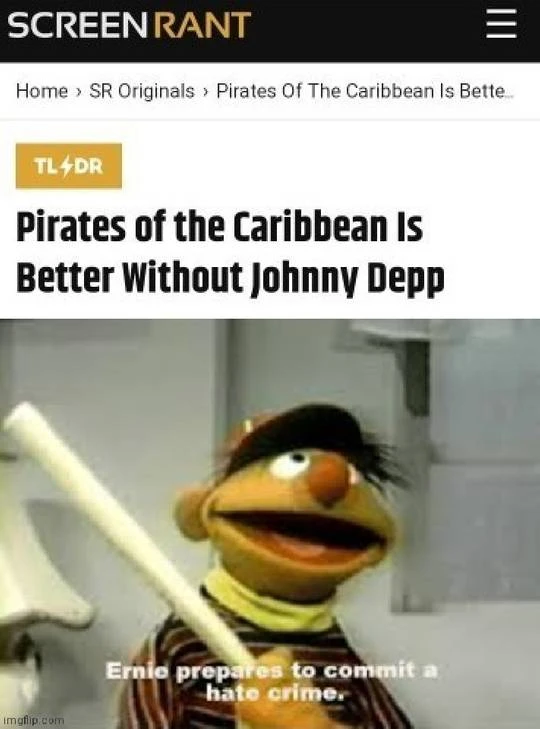 SCREEN RANT
Home › SR Originals › Pirates Of The Caribbean Is Bette...
TL DR
Pirates of the Caribbean Is
Better Without Johnny Depp
Ernie prepares to commit a
hate crime.
imgflip.com